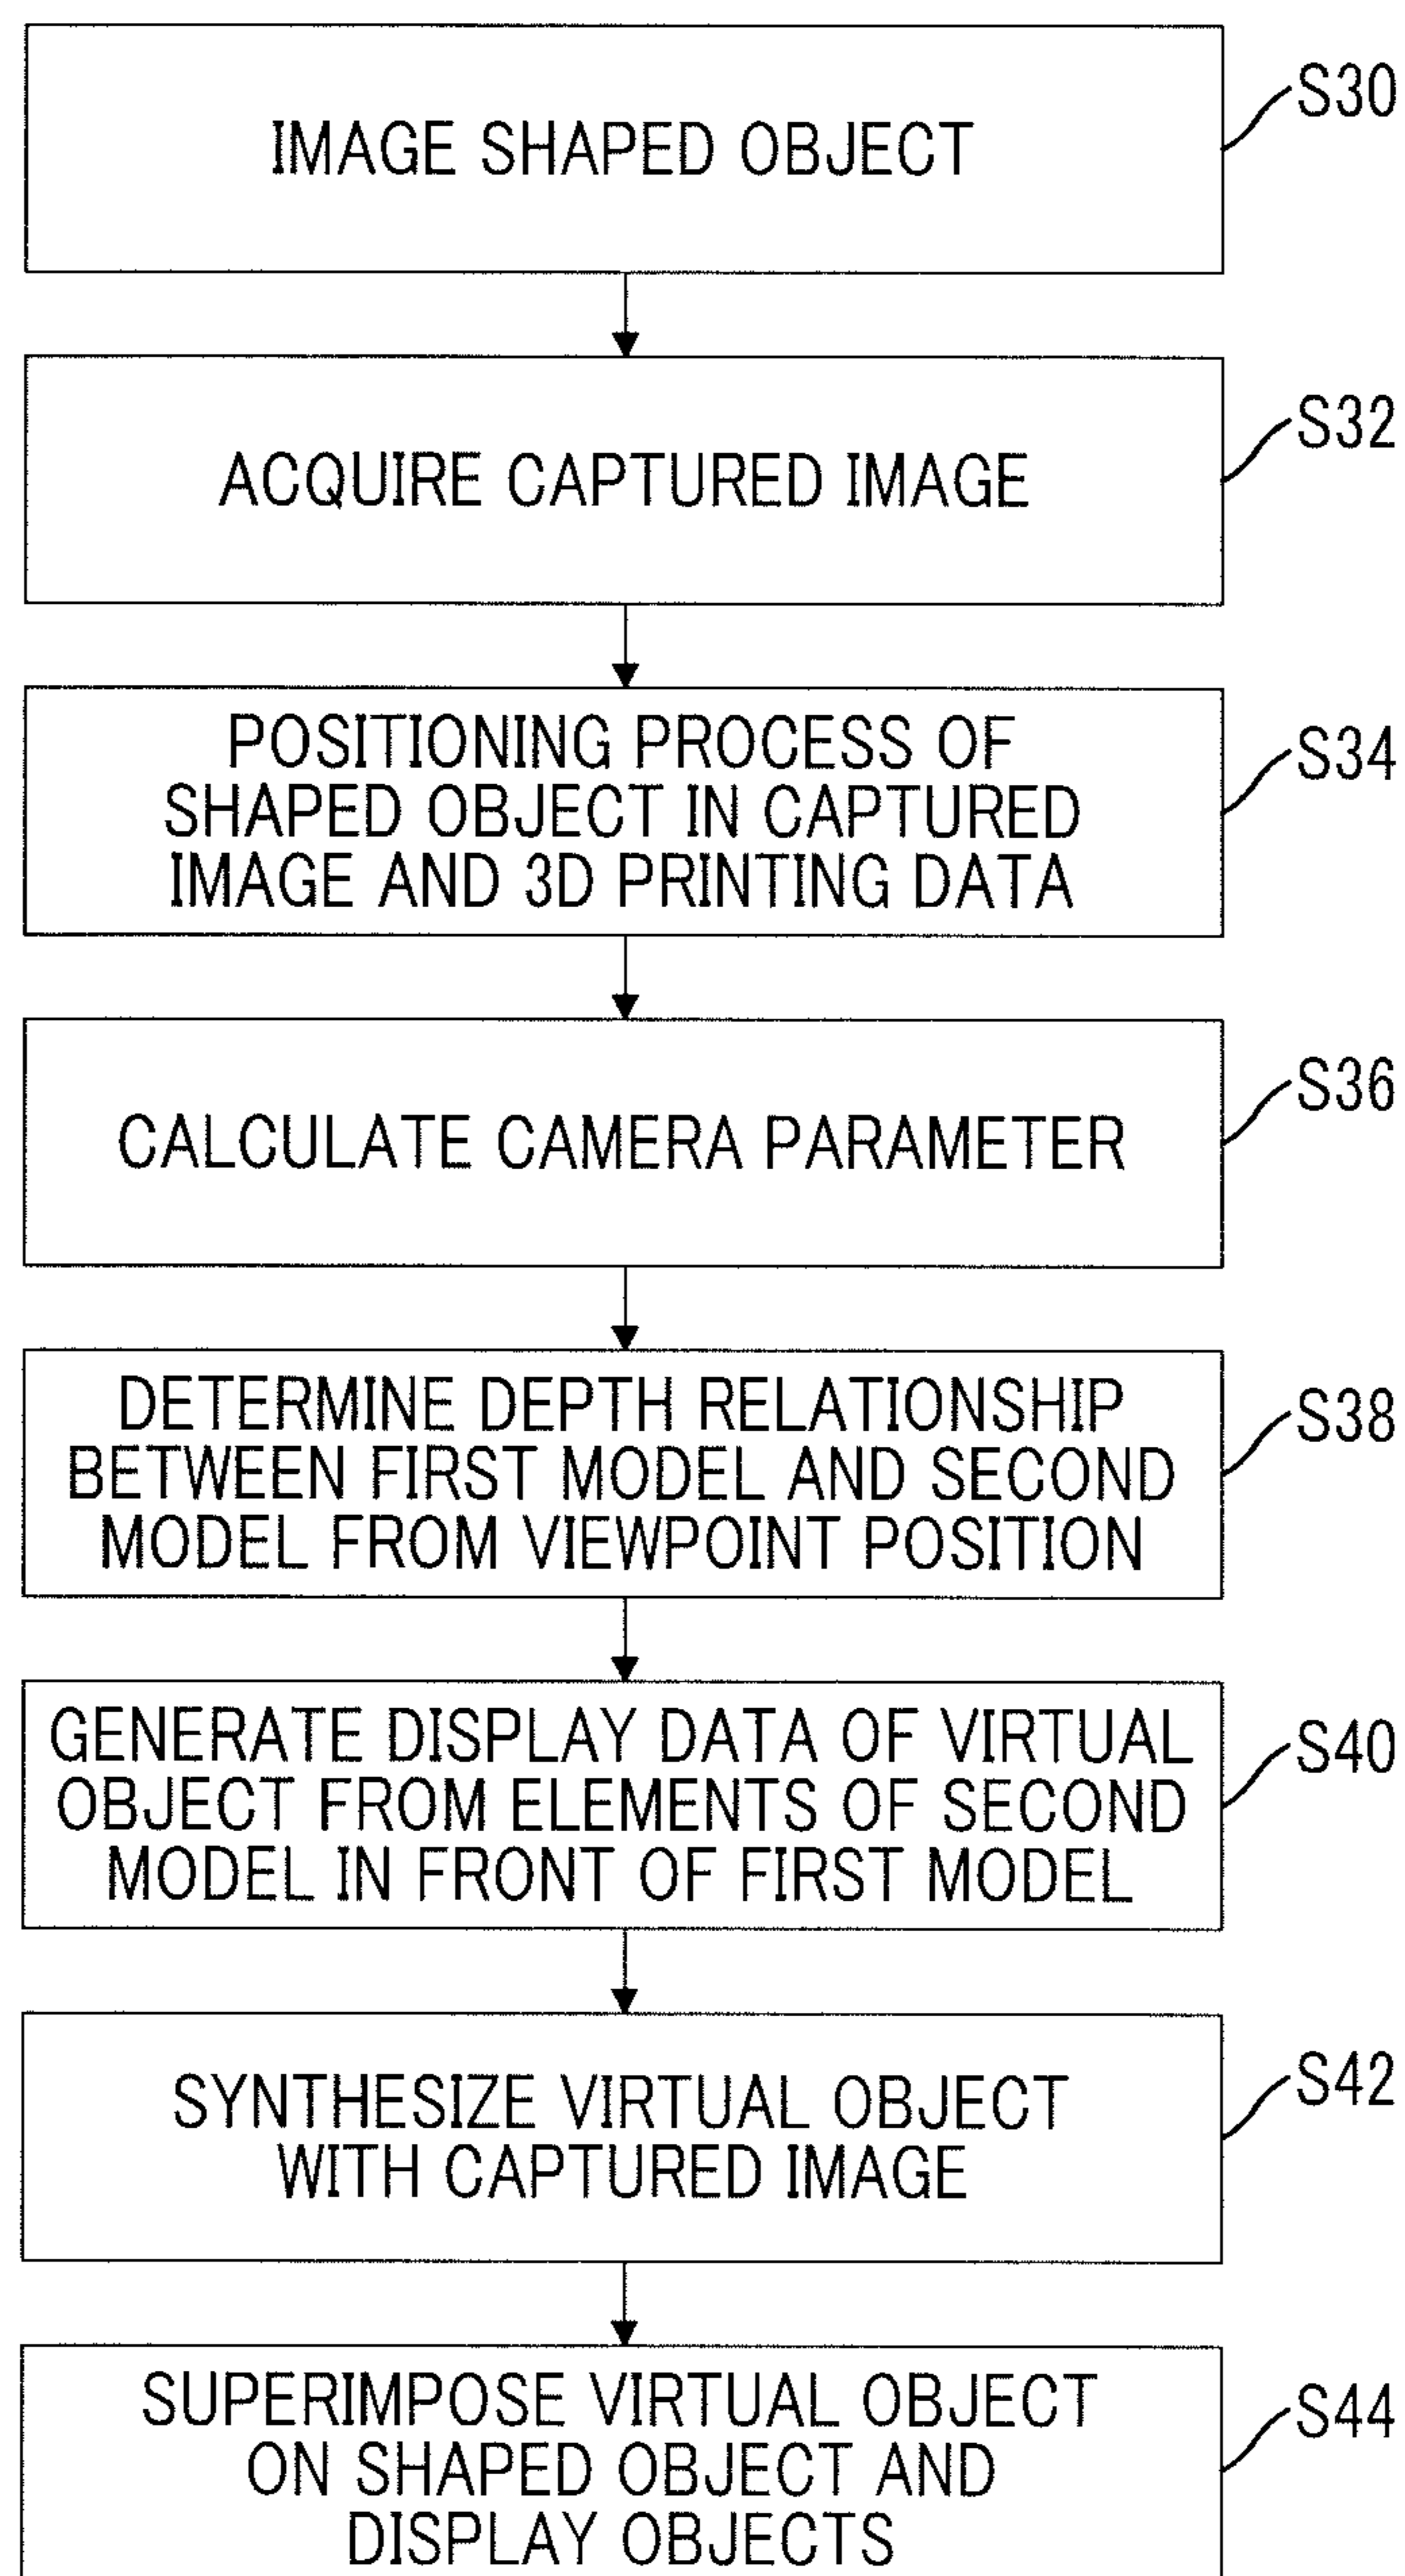 IMAGE SHAPED OBJECT
S30
ACQUIRE CAPTURED IMAGE
S32
POSITIONING PROCESS OF
SHAPED OBJECT IN CAPTURED
IMAGE AND 3D PRINTING DATA
S34
CALCULATE CAMERA PARAMETER
S36
DETERMINE DEPTH RELATIONSHIP
BETWEEN FIRST MODEL AND SECOND
MODEL FROM VIEWPOINT POSITION
S38
GENERATE DISPLAY DATA OF VIRTUAL
OBJECT FROM ELEMENTS OF SECOND
MODEL IN FRONT OF FIRST MODEL
S40
SYNTHESIZE VIRTUAL OBJECT
WITH CAPTURED IMAGE
S42
SUPERIMPOSE VIRTUAL OBJECT
ON SHAPED OBJECT AND
DISPLAY OBJECTS
S44